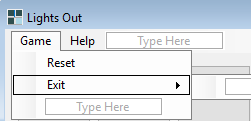 Lights Out
Game Help Type Here
Reset
Exit
Type Here